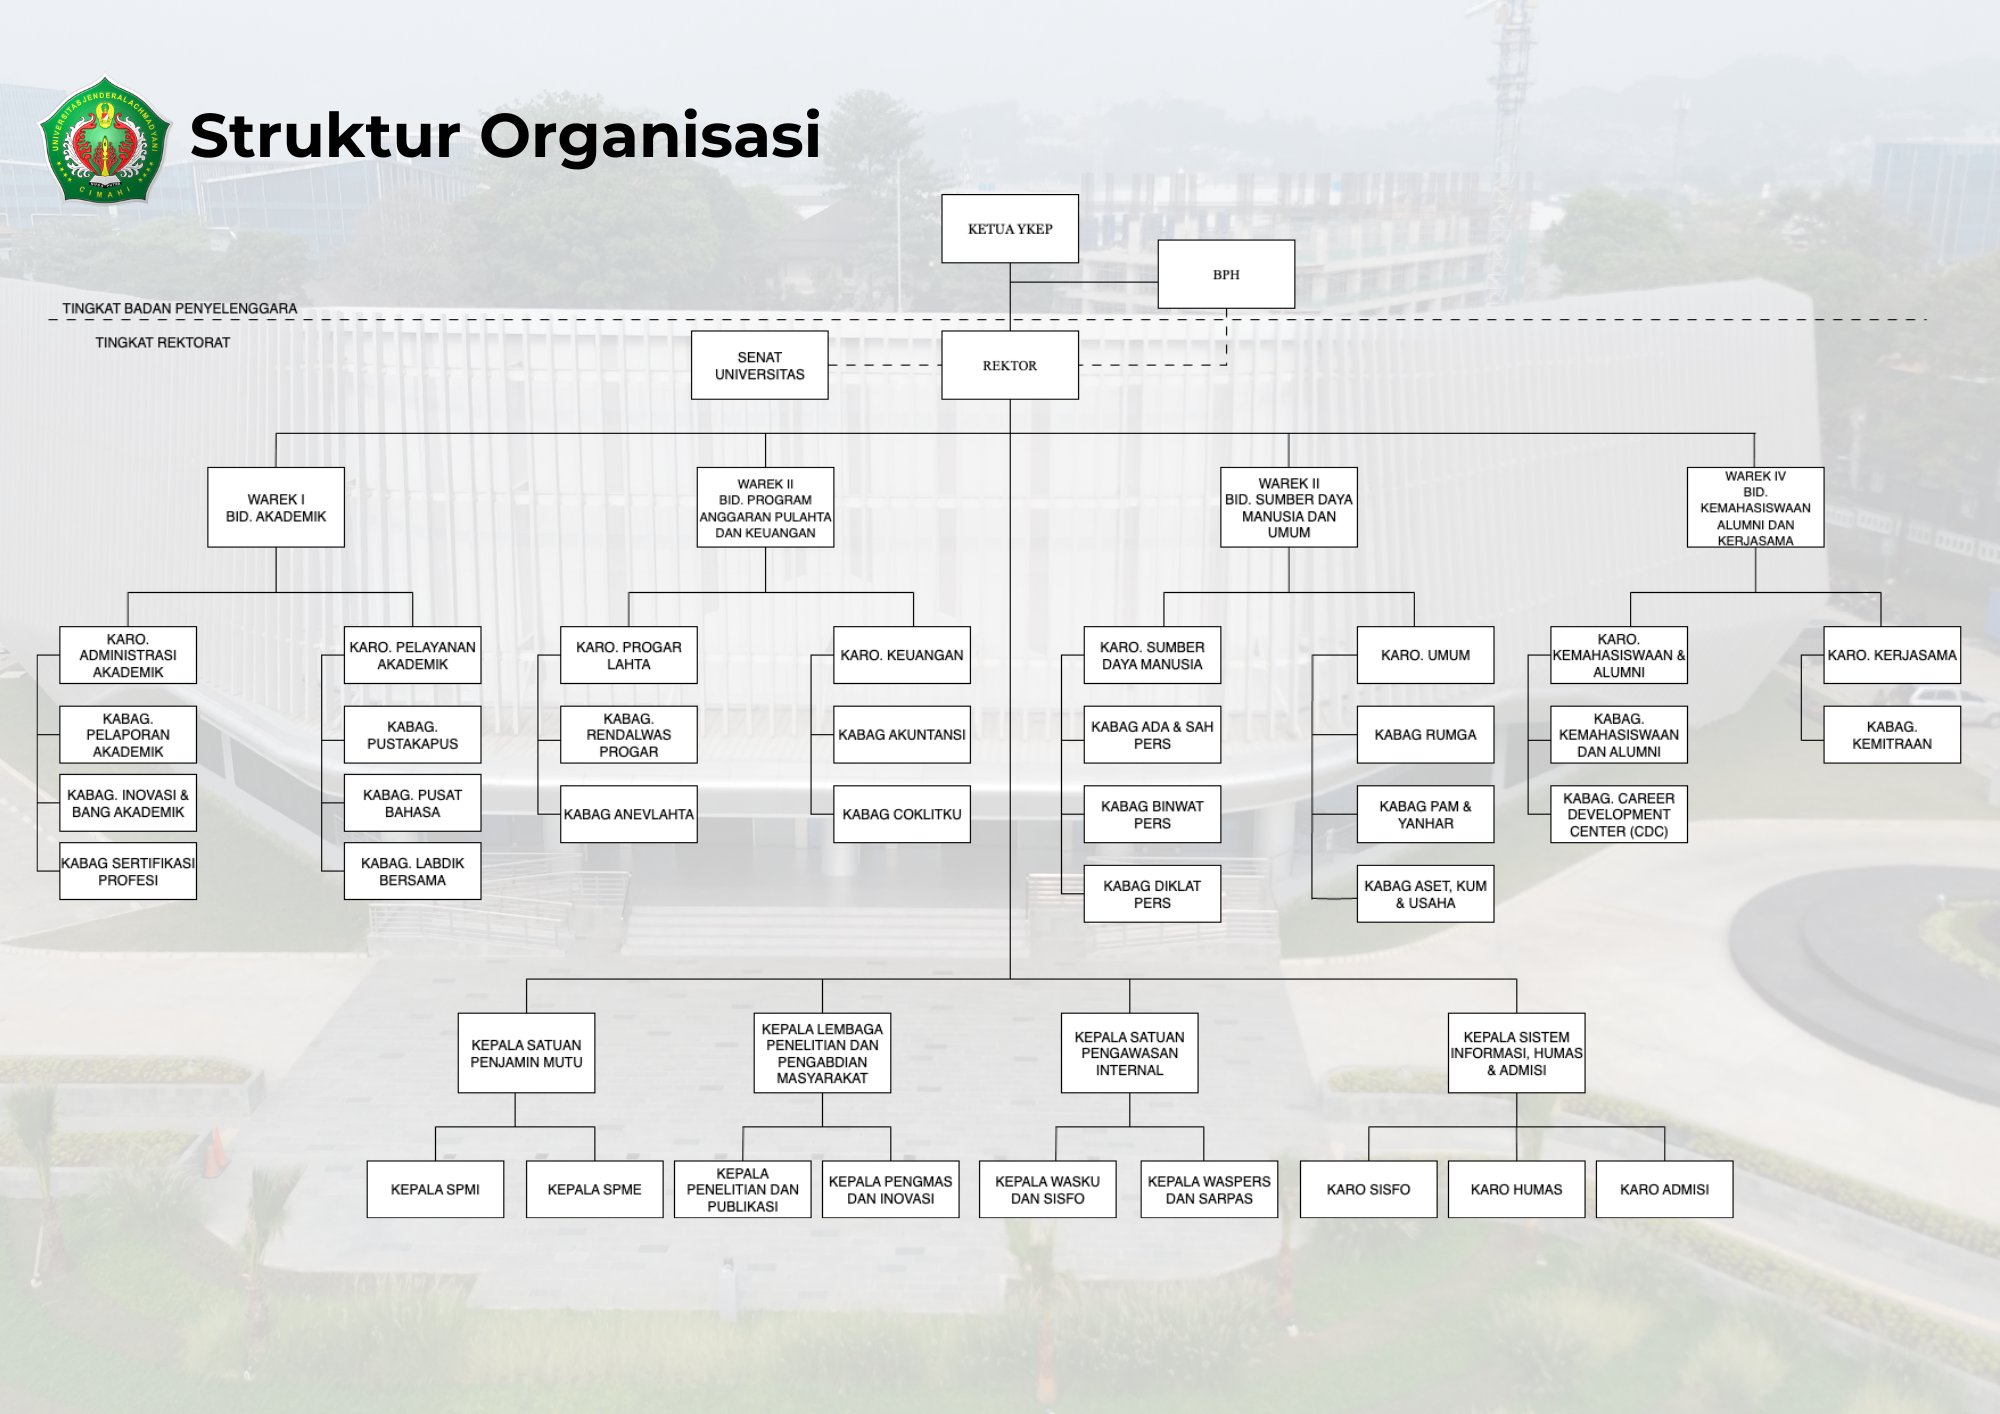 UNIVERSITAS JENDERAL ACHMAD YANI
CIMAHI
Struktur Organisasi
KETUA YKEP
BPH
TINGKAT BADAN PENYELENGGARA
TINGKAT REKTORAT
SENAT
UNIVERSITAS
REKTOR
WAREK I
BID. AKADEMIK
WAREK II
BID. PROGRAM
ANGGARAN PULAHTA
DAN KEUANGAN
WAREK II
BID. SUMBER DAYA
MANUSIA DAN
UMUM
WAREK IV
BID.
KEMAHASISWAAN
ALUMNI DAN
KERJASAMA
KARO.
ADMINISTRASI
AKADEMIK
KARO. PELAYANAN
AKADEMIK
KARO. PROGAR
LAHTA
KARO. KEUANGAN
KARO. SUMBER
DAYA MANUSIA
KARO. UMUM
KARO.
KEMAHASISWAAN &
ALUMNI
KARO. KERJASAMA
KABAG.
PELAPORAN
AKADEMIK
KABAG.
PUSTAKAPUS
KABAG.
RENDALWAS
PROGAR
KABAG AKUNTANSI
KABAG ADA & SAH
PERS
KABAG RUMGA
KABAG.
KEMAHASISWAAN
DAN ALUMNI
KABAG.
KEMITRAAN
KABAG. INOVASI &
BANG AKADEMIK
KABAG. PUSAT
BAHASA
KABAG ANEVLAHTA
KABAG COKLITKU
KABAG BINWAT
PERS
KABAG PAM &
YANHAR
KABAG. CAREER
DEVELOPMENT
CENTER (CDC)
KABAG SERTIFIKASI
PROFESI
KABAG. LABDIK
BERSAMA
KABAG DIKLAT
PERS
KABAG ASET, KUM
& USAHA
KEPALA SATUAN
PENJAMIN MUTU
KEPALA LEMBAGA
PENELITIAN DAN
PENGABDIAN
MASYARAKAT
KEPALA SATUAN
PENGAWASAN
INTERNAL
KEPALA SISTEM
INFORMASI, HUMAS
& ADMISI
KEPALA SPMI
KEPALA SPME
KEPALA
PENELITIAN DAN
PUBLIKASI
KEPALA PENGMAS
DAN INOVASI
KEPALA WASKU
DAN SISFO
KEPALA WASPERS
DAN SARPAS
KARO SISFO
KARO HUMAS
KARO ADMISI